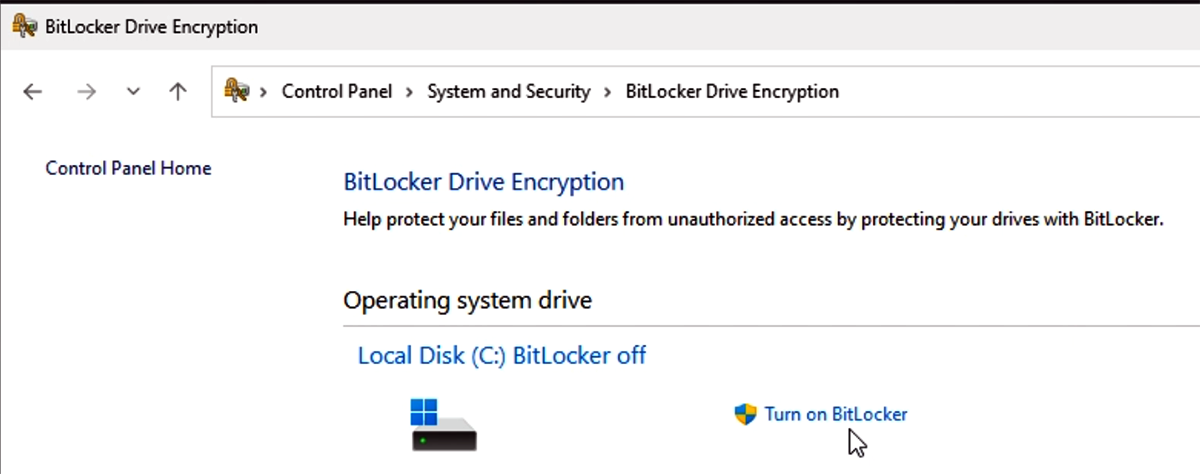 BitLocker Drive Encryption
Control Panel > System and Security > BitLocker Drive Encryption
Control Panel Home
BitLocker Drive Encryption
Help protect your files and folders from unauthorized access by protecting your drives with BitLocker.
Operating system drive
Local Disk (C:) BitLocker off
Turn on BitLocker